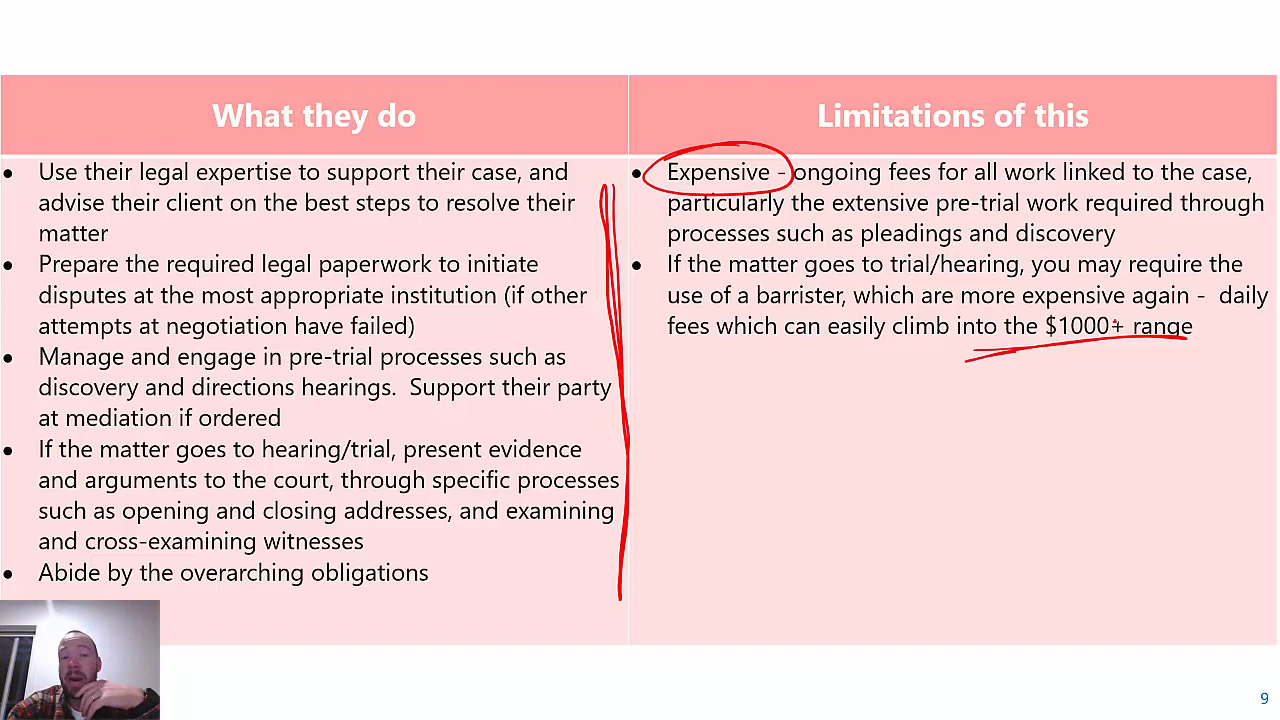 What they do
Use their legal expertise to support their case, and
advise their client on the best steps to resolve their
matter
Prepare the required legal paperwork to initiate
disputes at the most appropriate institution (if other
attempts at negotiation have failed)
Manage and engage in pre-trial processes such as
discovery and directions hearings.  Support their party
at mediation if ordered
If the matter goes to hearing/trial, present evidence
and arguments to the court, through specific processes
such as opening and closing addresses, and examining
and cross-examining witnesses
Abide by the overarching obligations
Limitations of this
Expensive - ongoing fees for all work linked to the case,
particularly the extensive pre-trial work required through
processes such as pleadings and discovery
If the matter goes to trial/hearing, you may require the
use of a barrister, which are more expensive again -  daily
fees which can easily climb into the $1000+ range
9